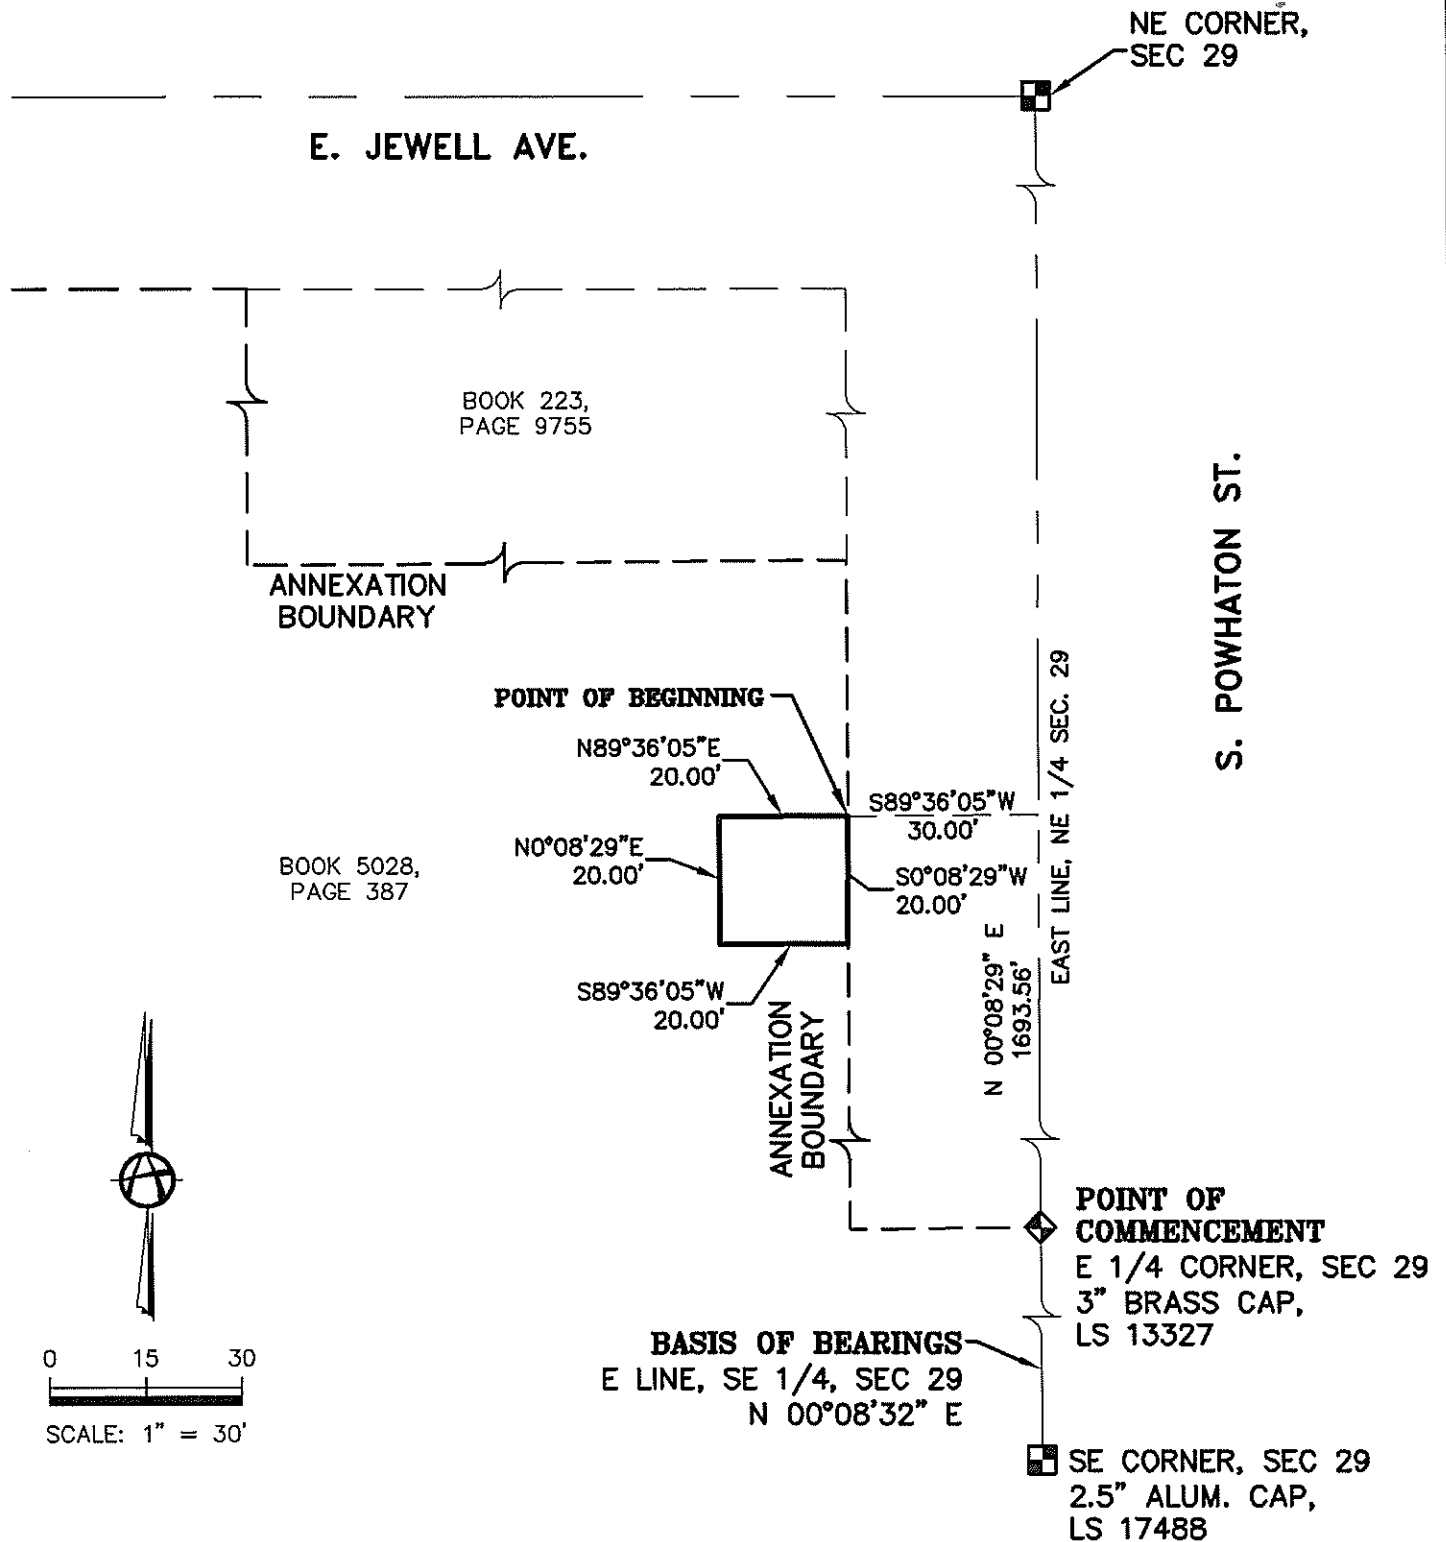 NE CORNER,
SEC 29
E. JEWELL AVE.
BOOK 223,
PAGE 9755
S. POWHATON ST.
ANNEXATION
BOUNDARY
EAST LINE, NE 1/4 SEC. 29
POINT OF BEGINNING
N89°36'05"E
20.00'
S89°36'05"W
30.00'
N0°08'29"E
20.00'
BOOK 5028,
PAGE 387
S0°08'29"W
20.00'
N 00°08'29" E
1693.56'
S89°36'05"W
20.00'
ANNEXATION
BOUNDARY
POINT OF
COMMENCEMENT
E 1/4 CORNER, SEC 29
3" BRASS CAP,
LS 13327
BASIS OF BEARINGS
E LINE, SE 1/4, SEC 29
N 00°08'32" E
0 15 30
SCALE: 1" = 30'
SE CORNER, SEC 29
2.5" ALUM. CAP,
LS 17488